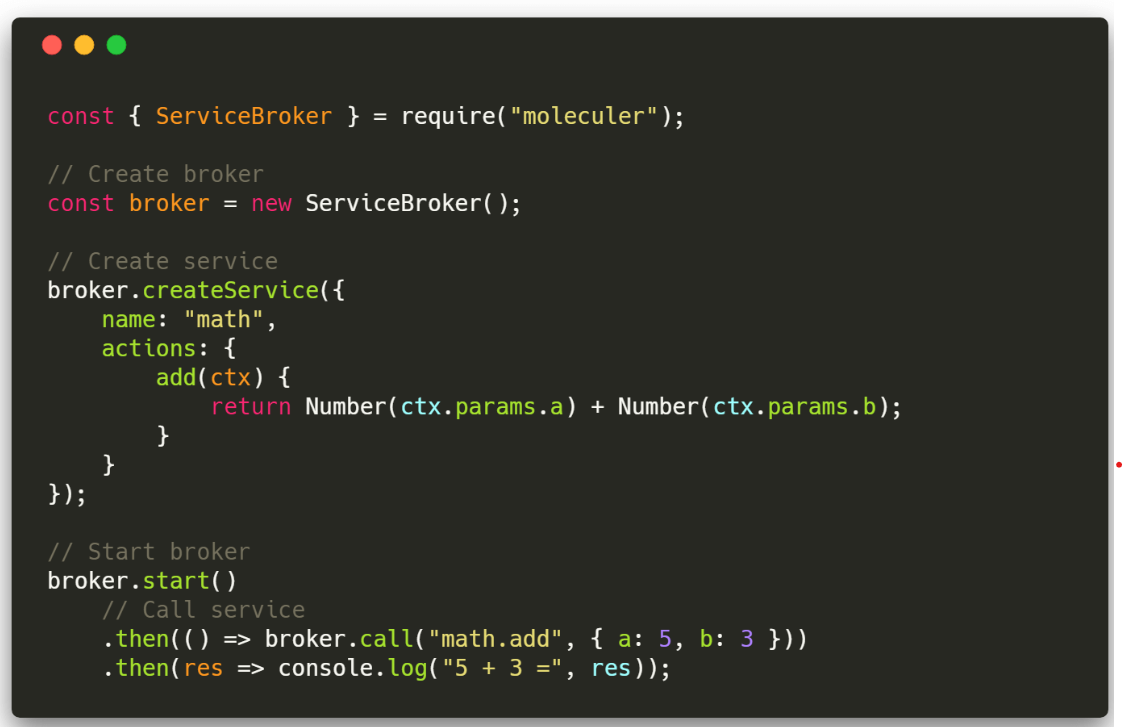 const { ServiceBroker } = require("moleculer");

// Create broker
const broker = new ServiceBroker();

// Create service
broker.createService({
    name: "math",
    actions: {
        add(ctx) {
            return Number(ctx.params.a) + Number(ctx.params.b);
        }
    }
});

// Start broker
broker.start()
    // Call service
    .then(() => broker.call("math.add", { a: 5, b: 3 }))
    .then(res => console.log("5 + 3 =", res));